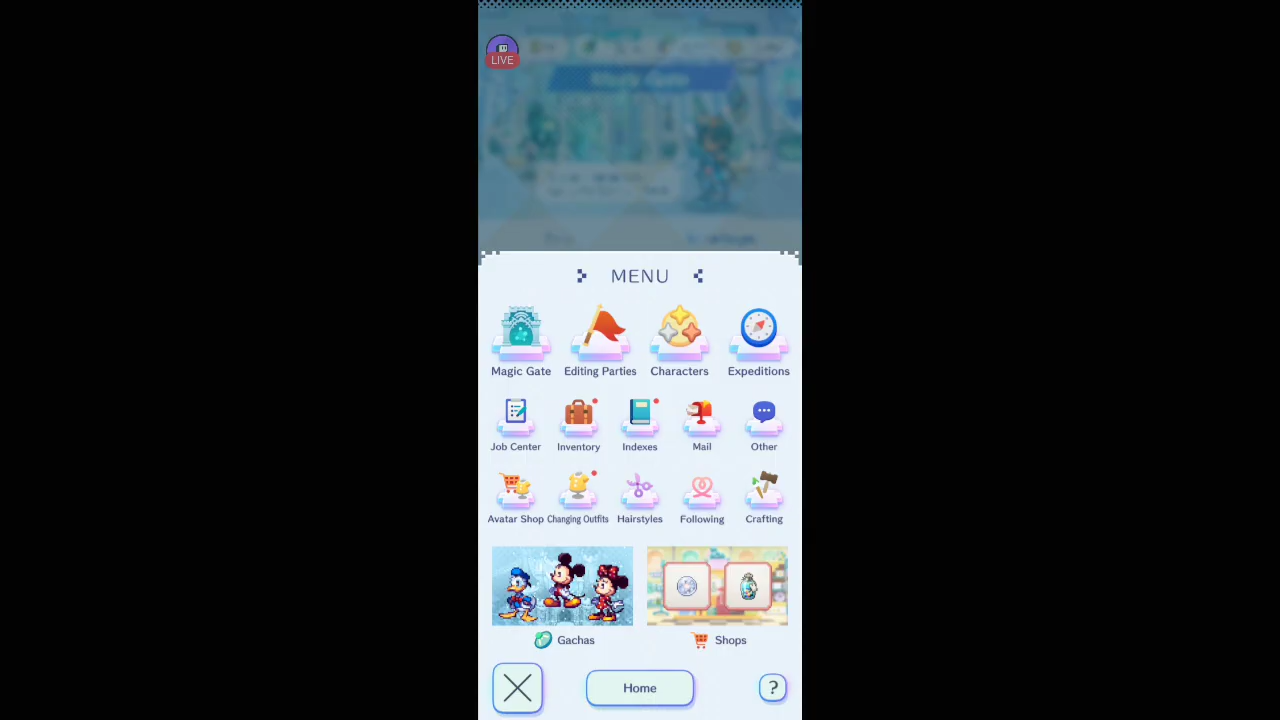 LIVE
MENU
Magic Gate
Editing Parties
Characters
Expeditions
Job Center
Inventory
Indexes
Mail
Other
Avatar Shop
Changing Outfits
Hairstyles
Following
Crafting
Gachas
Shops
Home
?